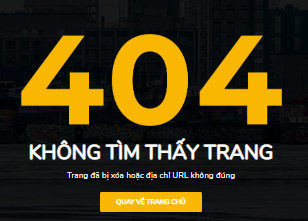 404
KHÔNG TÌM THẤY TRANG
Trang đã bị xóa hoặc địa chỉ URL không đúng
QUAY VỀ TRANG CHỦ